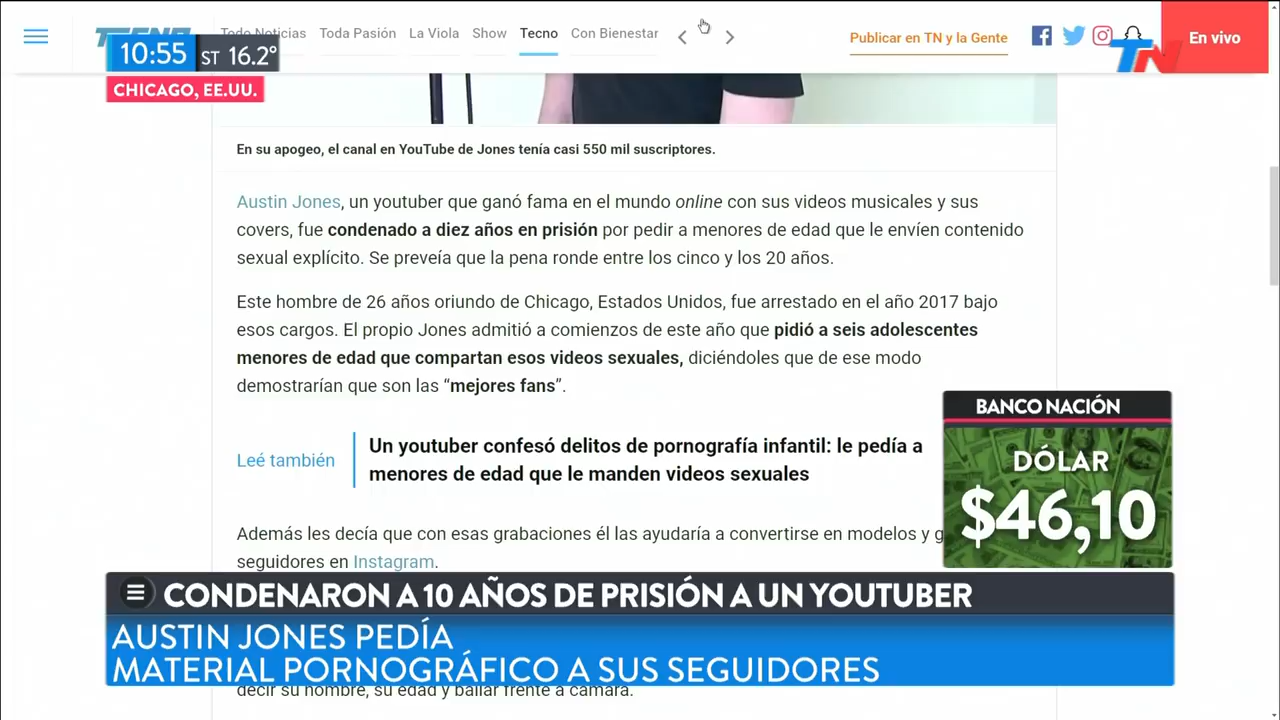 Todo Noticias Toda Pasión La Viola Show Tecno Con Bienestar
Publicar en TN y la Gente
En vivo
TN
10:55 ST 16.2°
CHICAGO, EE.UU.
En su apogeo, el canal en YouTube de Jones tenía casi 550 mil suscriptores.
Austin Jones, un youtuber que ganó fama en el mundo online con sus videos musicales y sus
covers, fue condenado a diez años en prisión por pedir a menores de edad que le envíen contenido
sexual explícito. Se preveía que la pena ronde entre los cinco y los 20 años.
Este hombre de 26 años oriundo de Chicago, Estados Unidos, fue arrestado en el año 2017 bajo
esos cargos. El propio Jones admitió a comienzos de este año que pidió a seis adolescentes
menores de edad que compartan esos videos sexuales, diciéndoles que de ese modo
demostrarían que son las “mejores fans”.
Leé también
Un youtuber confesó delitos de pornografía infantil: le pedía a
menores de edad que le manden videos sexuales
BANCO NACIÓN
DÓLAR
$46,10
Además les decía que con esas grabaciones él las ayudaría a convertirse en modelos y g
seguidores en Instagram.
CONDENARON A 10 AÑOS DE PRISIÓN A UN YOUTUBER
AUSTIN JONES PEDÍA
MATERIAL PORNOGRÁFICO A SUS SEGUIDORES
decir su nombre, su edad y bailar frente a cámara.